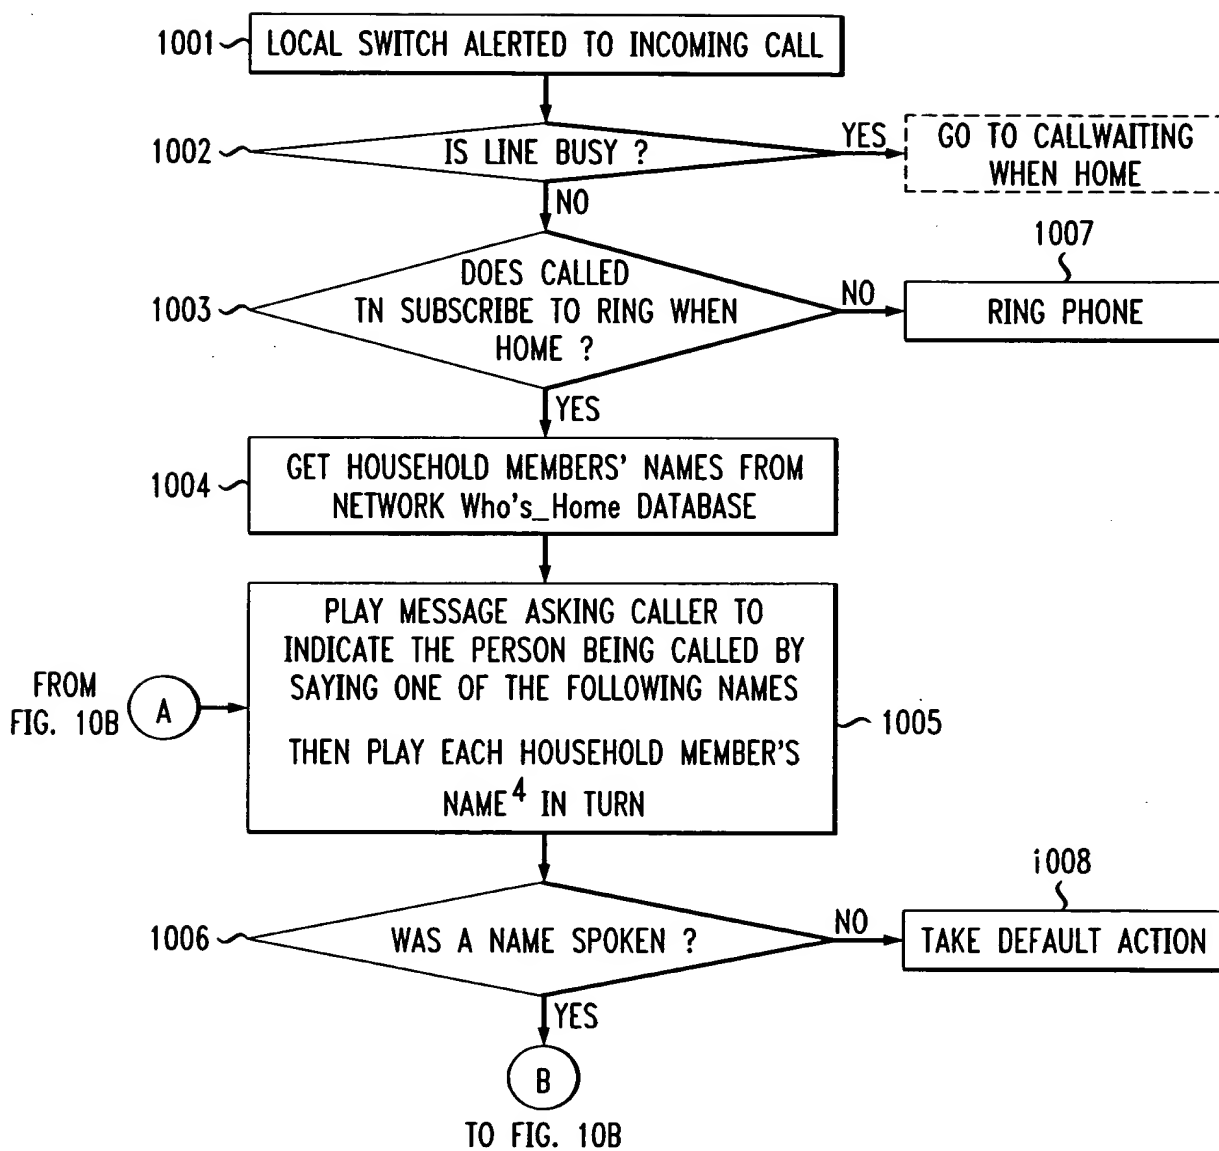 1001
LOCAL SWITCH ALERTED TO INCOMING CALL
1002
IS LINE BUSY ?
YES
GO TO CALLWAITING
WHEN HOME
NO
1003
DOES CALLED
TN SUBSCRIBE TO RING WHEN
HOME ?
NO
1007
RING PHONE
YES
1004
GET HOUSEHOLD MEMBERS' NAMES FROM
NETWORK Who's_Home DATABASE
FROM
FIG. 10B
A
PLAY MESSAGE ASKING CALLER TO
INDICATE THE PERSON BEING CALLED BY
SAYING ONE OF THE FOLLOWING NAMES
THEN PLAY EACH HOUSEHOLD MEMBER'S
NAME⁴ IN TURN
1005
1006
WAS A NAME SPOKEN ?
NO
i008
TAKE DEFAULT ACTION
YES
B
TO FIG. 10B